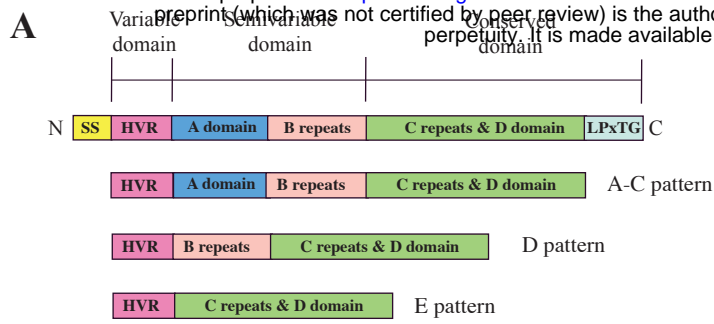 A
preprint (which was not certified by peer review) is the autho
perpetuity. It is made available
Variable
domain
Semivariable
domain
Conserved
domain
N SS HVR A domain B repeats C repeats & D domain LPxTG C
HVR A domain B repeats C repeats & D domain A-C pattern
HVR B repeats C repeats & D domain D pattern
HVR C repeats & D domain E pattern